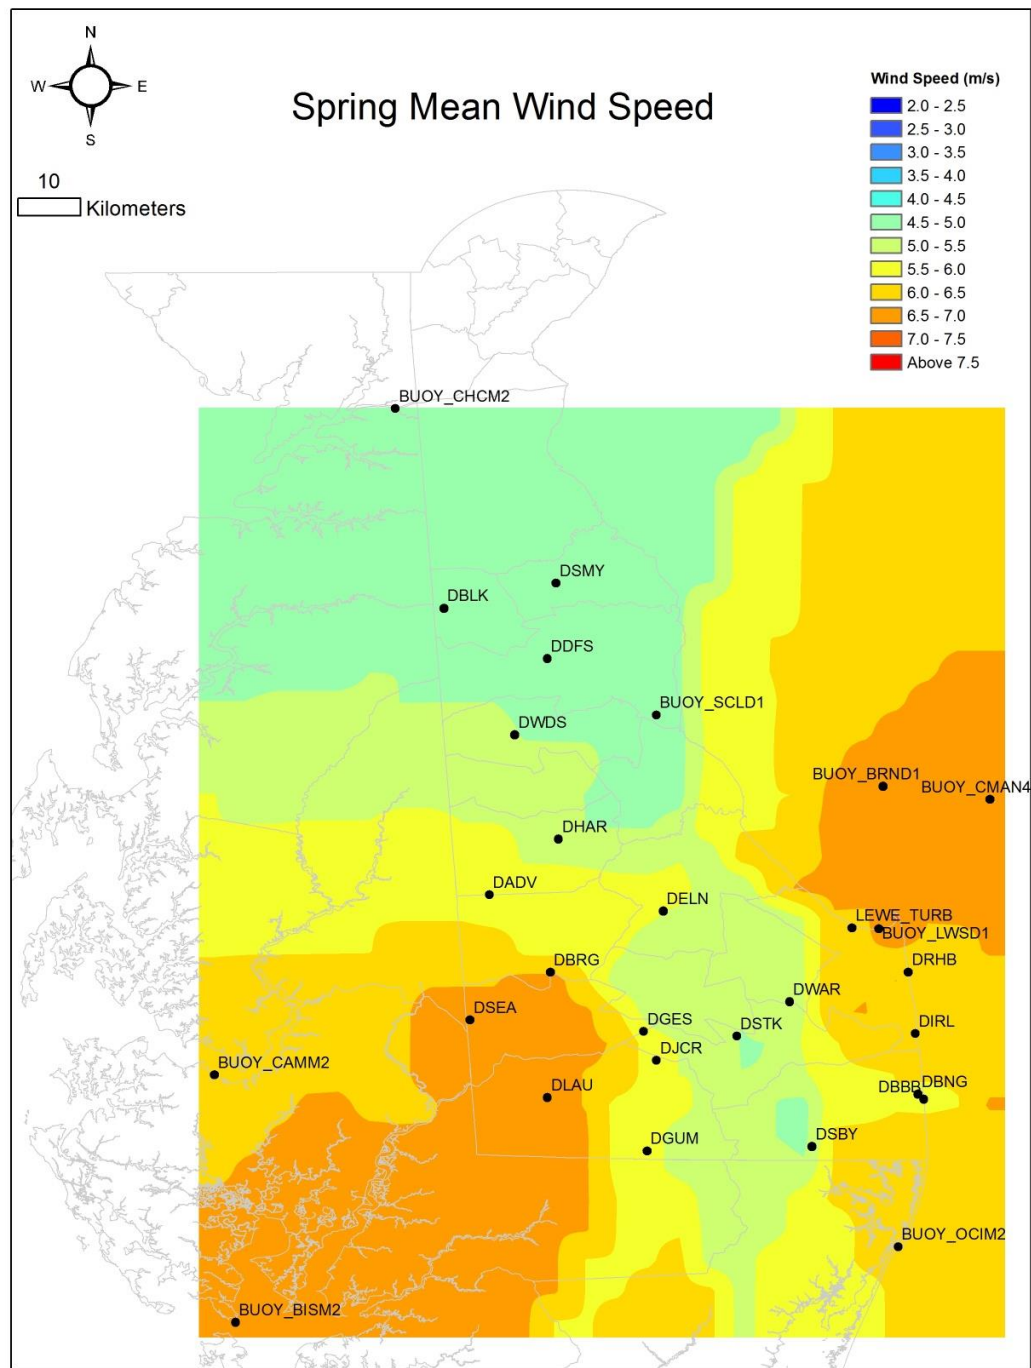 N
W E
S
Spring Mean Wind Speed
10
Kilometers
Wind Speed (m/s)
2.0 - 2.5
2.5 - 3.0
3.0 - 3.5
3.5 - 4.0
4.0 - 4.5
4.5 - 5.0
5.0 - 5.5
5.5 - 6.0
6.0 - 6.5
6.5 - 7.0
7.0 - 7.5
Above 7.5
BUOY_CHCM2
DSMY
DBLK
DDFS
BUOY_SCLD1
DWDS
BUOY_BRND1
BUOY_CMAN4
DHAR
DADV
DELN
LEWE_TURB
BUOY_LWSD1
DBRG
DRHB
DWAR
DSEA
DGES
DSTK
DIRL
DJCR
BUOY_CAMM2
DLAU
DBBB
DBNG
DGUM
DSBY
BUOY_OCIM2
BUOY_BISM2